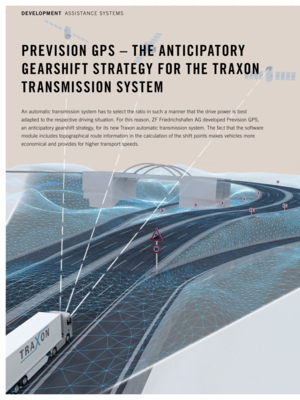 DEVELOPMENT ASSISTANCE SYSTEMS
PREVISION GPS – THE ANTICIPATORY
GEARSHIFT STRATEGY FOR THE TRAXON
TRANSMISSION SYSTEM
An automatic transmission system has to select the ratio in such a manner that the drive power is best
adapted to the respective driving situation. For this reason, ZF Friedrichshafen AG developed Prevision GPS,
an anticipatory gearshift strategy, for its new Traxon automatic transmission system. The fact that the software
module includes topographical route information in the calculation of the shift points makes vehicles more
economical and provides for higher transport speeds.
TRAXON